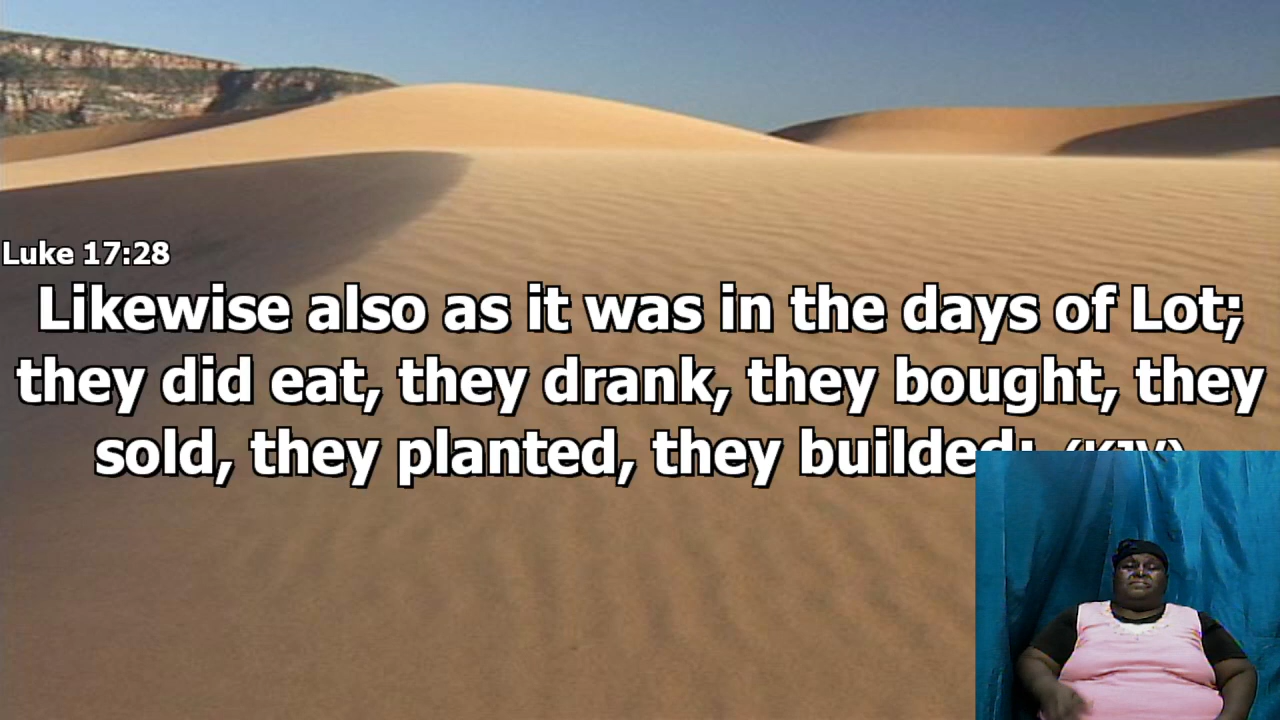 Luke 17:28
Likewise also as it was in the days of Lot;
they did eat, they drank, they bought, they
sold, they planted, they builded; (KJV)